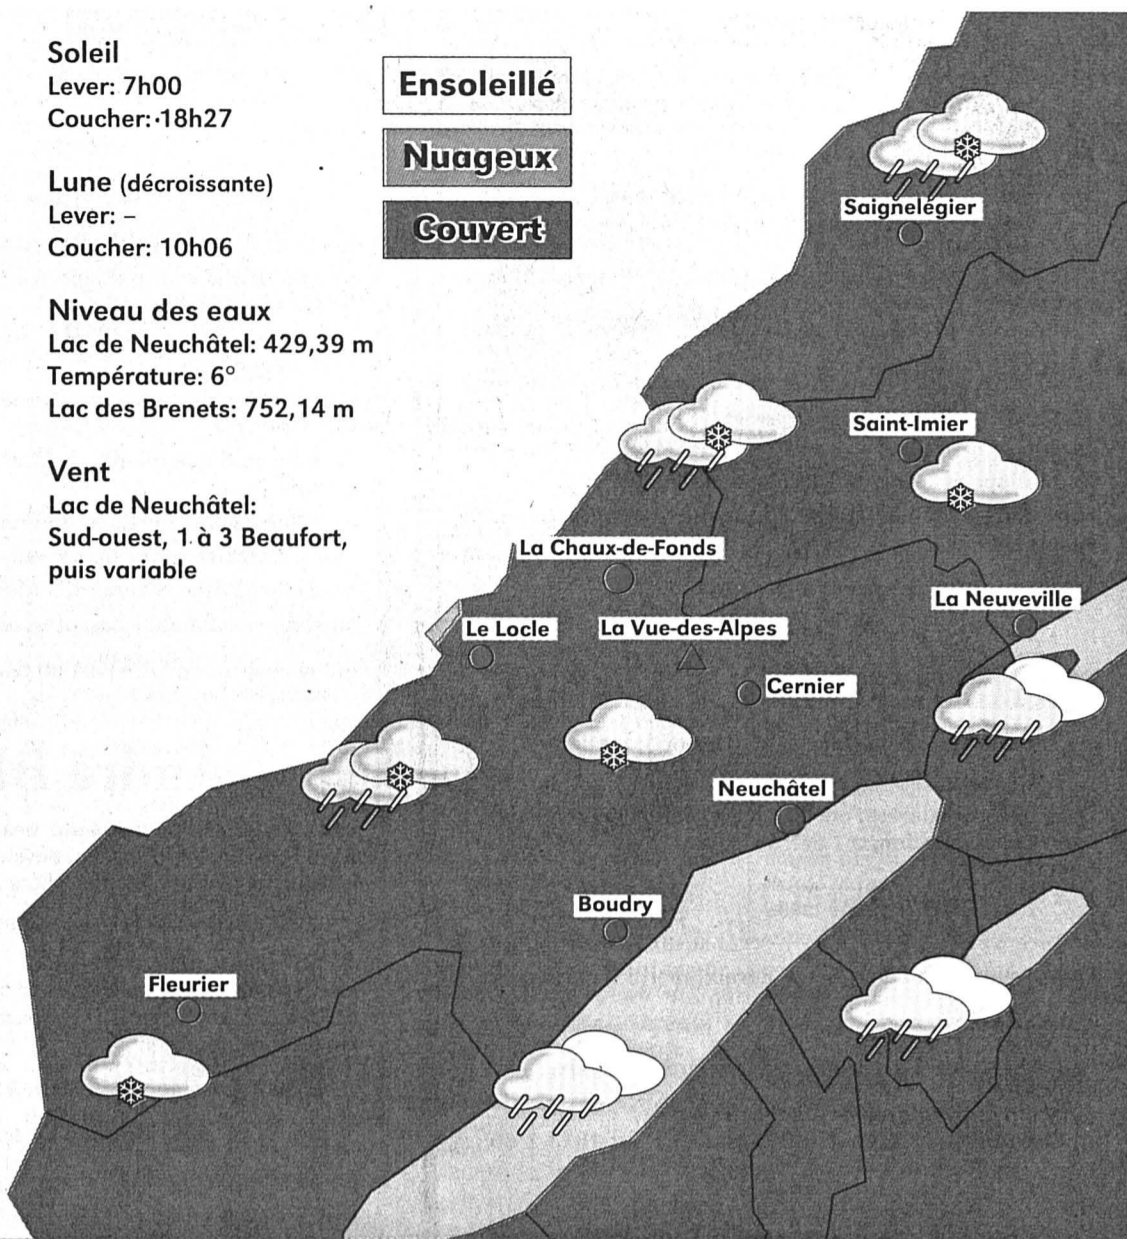 Soleil
Lever: 7h00
Coucher: 18h27
Lune (décroissante)
Lever: –
Coucher: 10h06
Niveau des eaux
Lac de Neuchâtel: 429,39 m
Température: 6°
Lac des Brenets: 752,14 m
Vent
Lac de Neuchâtel:
Sud-ouest, 1 à 3 Beaufort,
puis variable
Ensoleillé
Nuageux
Couvert
Saignelégier
Saint-Imier
La Chaux-de-Fonds
La Neuveville
Le Locle
La Vue-des-Alpes
Cernier
Neuchâtel
Boudry
Fleurier